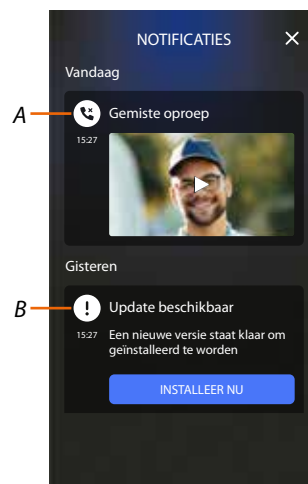 NOTIFICATIES
Vandaag
A
Gemiste oproep
15:27
Gisteren
B
Update beschikbaar
15:27
Een nieuwe versie staat klaar om
geïnstalleerd te worden
INSTALLEER NU